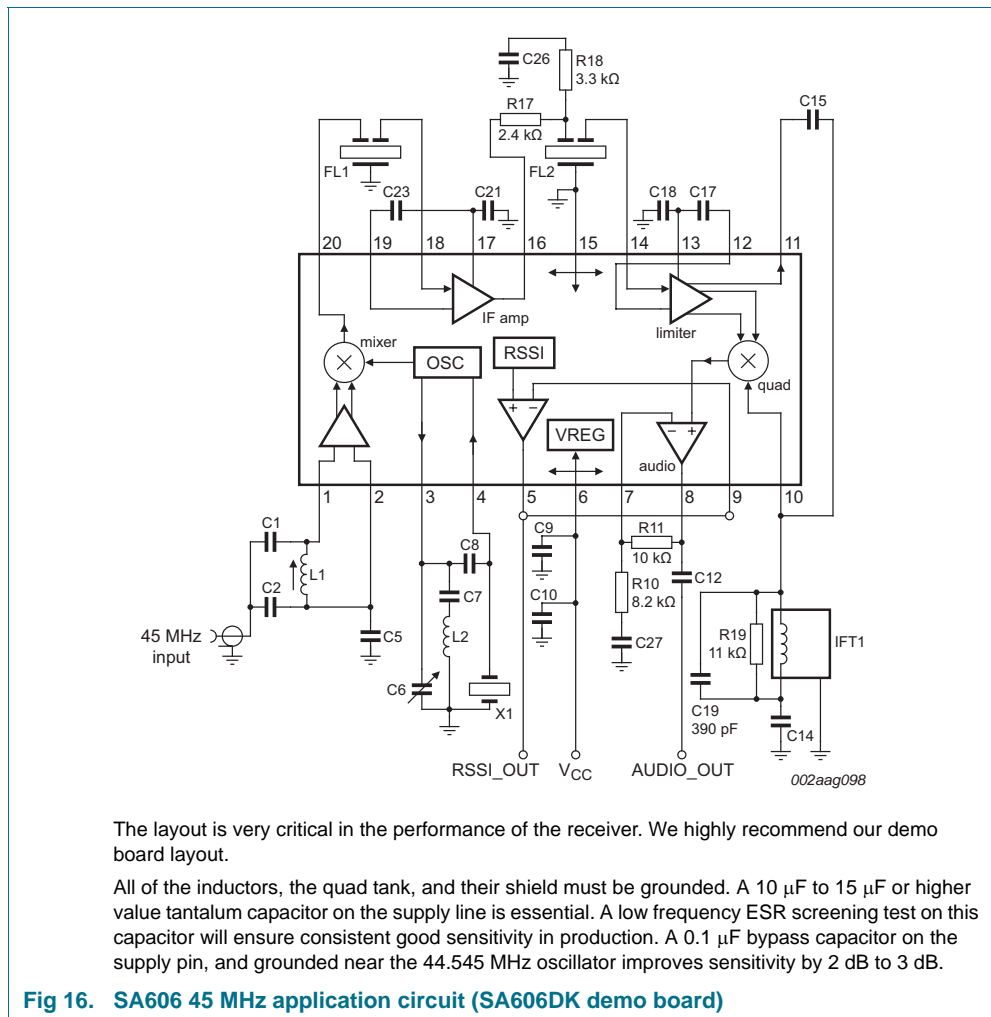 C26
R18
3.3 kΩ
C15
R17
2.4 kΩ
FL1
FL2
C23
C21
C18
C17
20
19
18
17
16
15
14
13
12
11
IF amp
limiter
mixer
OSC
RSSI
quad
+ −
VREG
− +
audio
1
2
3
4
5
6
7
8
9
10
C1
L1
C2
C5
45 MHz
input
C8
C7
L2
C6
X1
C9
C10
R11
10 kΩ
R10
8.2 kΩ
C12
C27
R19
11 kΩ
IFT1
C19
390 pF
C14
RSSI_OUT
VCC
AUDIO_OUT
002aag098
The layout is very critical in the performance of the receiver. We highly recommend our demo
board layout.
All of the inductors, the quad tank, and their shield must be grounded. A 10 μF to 15 μF or higher
value tantalum capacitor on the supply line is essential. A low frequency ESR screening test on this
capacitor will ensure consistent good sensitivity in production. A 0.1 μF bypass capacitor on the
supply pin, and grounded near the 44.545 MHz oscillator improves sensitivity by 2 dB to 3 dB.
Fig 16. SA606 45 MHz application circuit (SA606DK demo board)